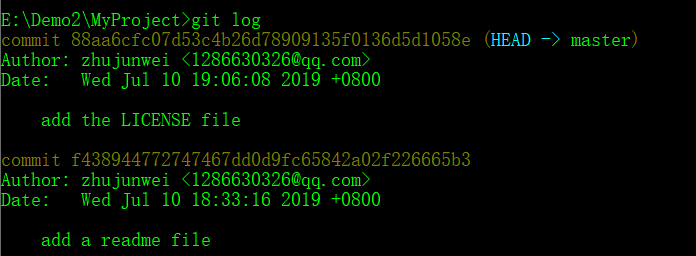 E:\Demo2\MyProject>git log
commit 88aa6cfc07d53c4b26d78909135f0136d5d1058e (HEAD -> master)
Author: zhujunwei <1286630326@qq.com>
Date:   Wed Jul 10 19:06:08 2019 +0800
add the LICENSE file
commit f438944772747467dd0d9fc65842a02f226665b3
Author: zhujunwei <1286630326@qq.com>
Date:   Wed Jul 10 18:33:16 2019 +0800
add a readme file